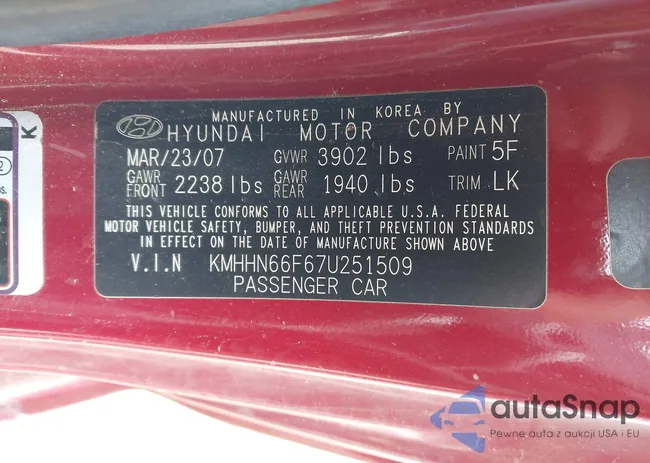 MANUFACTURED IN KOREA BY
HYUNDAI MOTOR COMPANY
MAR/23/07 GVWR 3902 lbs PAINT 5F
GAWR FRONT 2238 lbs GAWR REAR 1940 lbs TRIM LK
THIS VEHICLE CONFORMS TO ALL APPLICABLE U.S.A. FEDERAL
MOTOR VEHICLE SAFETY, BUMPER, AND THEFT PREVENTION STANDARDS
IN EFFECT ON THE DATE OF MANUFACTURE SHOWN ABOVE
V.I.N KMHHN66F67U251509
PASSENGER CAR
K
2
autaSnap
Pewne auta z aukcji USA i EU